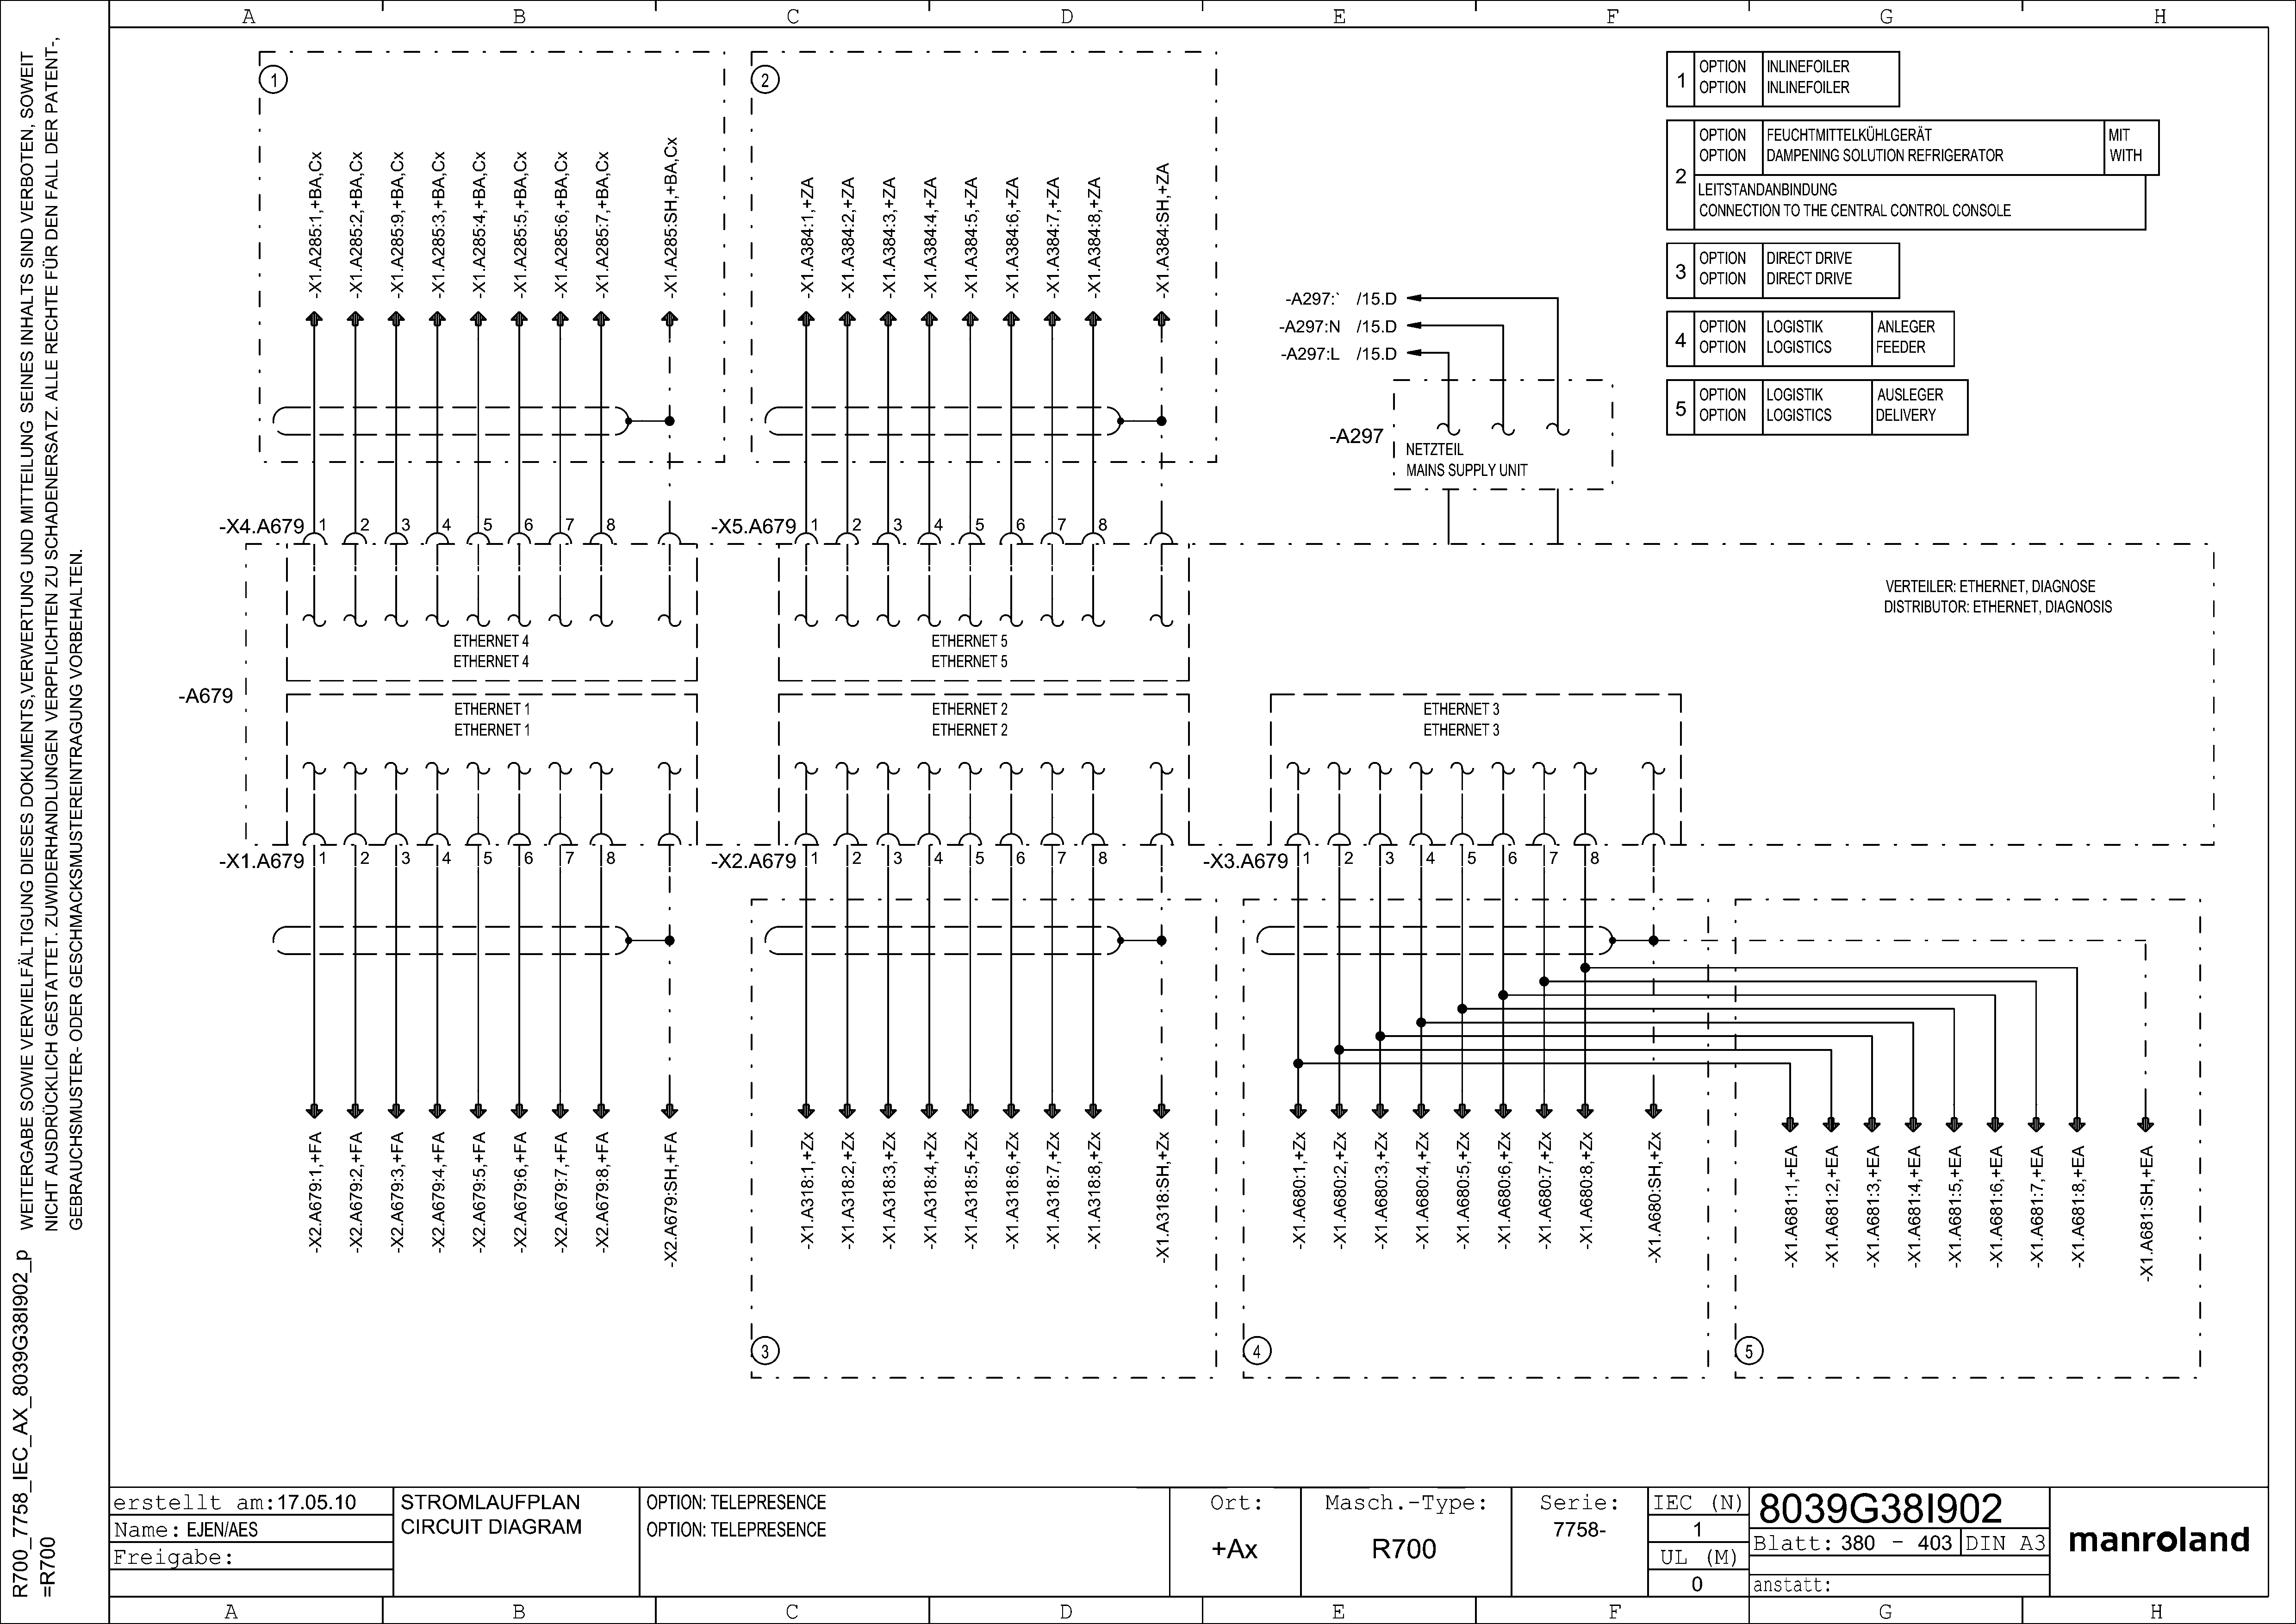 A B C D E F G H
WEITERGABE SOWIE VERVIELFÄLTIGUNG DIESES DOKUMENTS,VERWERTUNG UND MITTEILUNG SEINES INHALTS SIND VERBOTEN, SOWEIT
NICHT AUSDRÜCKLICH GESTATTET. ZUWIDERHANDLUNGEN VERPFLICHTEN ZU SCHADENERSATZ. ALLE RECHTE FÜR DEN FALL DER PATENT-,
GEBRAUCHSMUSTER- ODER GESCHMACKSMUSTEREINTRAGUNG VORBEHALTEN.
R700_7758_IEC_AX_8039G38I902_p
=R700
1
-X1.A285:1,+BA,Cx
-X1.A285:2,+BA,Cx
-X1.A285:9,+BA,Cx
-X1.A285:3,+BA,Cx
-X1.A285:4,+BA,Cx
-X1.A285:5,+BA,Cx
-X1.A285:6,+BA,Cx
-X1.A285:7,+BA,Cx
-X1.A285:SH,+BA,Cx
2
-X1.A384:1,+ZA
-X1.A384:2,+ZA
-X1.A384:3,+ZA
-X1.A384:4,+ZA
-X1.A384:5,+ZA
-X1.A384:6,+ZA
-X1.A384:7,+ZA
-X1.A384:8,+ZA
-X1.A384:SH,+ZA
1
OPTION INLINEFOILER
OPTION INLINEFOILER
2
OPTION FEUCHTMITTELKÜHLGERÄT MIT
OPTION DAMPENING SOLUTION REFRIGERATOR WITH
LEITSTANDANBINDUNG
CONNECTION TO THE CENTRAL CONTROL CONSOLE
3
OPTION DIRECT DRIVE
OPTION DIRECT DRIVE
4
OPTION LOGISTIK ANLEGER
OPTION LOGISTICS FEEDER
5
OPTION LOGISTIK AUSLEGER
OPTION LOGISTICS DELIVERY
-A297:` /15.D
-A297:N /15.D
-A297:L /15.D
-A297
NETZTEIL
MAINS SUPPLY UNIT
-X4.A679 1 2 3 4 5 6 7 8
-X5.A679 1 2 3 4 5 6 7 8
VERTEILER: ETHERNET, DIAGNOSE
DISTRIBUTOR: ETHERNET, DIAGNOSIS
ETHERNET 4
ETHERNET 4
ETHERNET 5
ETHERNET 5
-A679
ETHERNET 1
ETHERNET 1
ETHERNET 2
ETHERNET 2
ETHERNET 3
ETHERNET 3
-X1.A679 1 2 3 4 5 6 7 8
-X2.A679 1 2 3 4 5 6 7 8
-X3.A679 1 2 3 4 5 6 7 8
-X2.A679:1,+FA
-X2.A679:2,+FA
-X2.A679:3,+FA
-X2.A679:4,+FA
-X2.A679:5,+FA
-X2.A679:6,+FA
-X2.A679:7,+FA
-X2.A679:8,+FA
-X2.A679:SH,+FA
-X1.A318:1,+Zx
-X1.A318:2,+Zx
-X1.A318:3,+Zx
-X1.A318:4,+Zx
-X1.A318:5,+Zx
-X1.A318:6,+Zx
-X1.A318:7,+Zx
-X1.A318:8,+Zx
-X1.A318:SH,+Zx
-X1.A680:1,+Zx
-X1.A680:2,+Zx
-X1.A680:3,+Zx
-X1.A680:4,+Zx
-X1.A680:5,+Zx
-X1.A680:6,+Zx
-X1.A680:7,+Zx
-X1.A680:8,+Zx
-X1.A680:SH,+Zx
-X1.A681:1,+EA
-X1.A681:2,+EA
-X1.A681:3,+EA
-X1.A681:4,+EA
-X1.A681:5,+EA
-X1.A681:6,+EA
-X1.A681:7,+EA
-X1.A681:8,+EA
-X1.A681:SH,+EA
3
4
5
erstellt am:17.05.10
Name: EJEN/AES
Freigabe:
STROMLAUFPLAN
CIRCUIT DIAGRAM
OPTION: TELEPRESENCE
OPTION: TELEPRESENCE
Ort:
+Ax
Masch.-Type:
R700
Serie:
7758-
IEC (N)
1
UL (M)
0
8039G38I902
Blatt: 380 - 403 DIN A3
anstatt:
manroland
A B C D E F G H